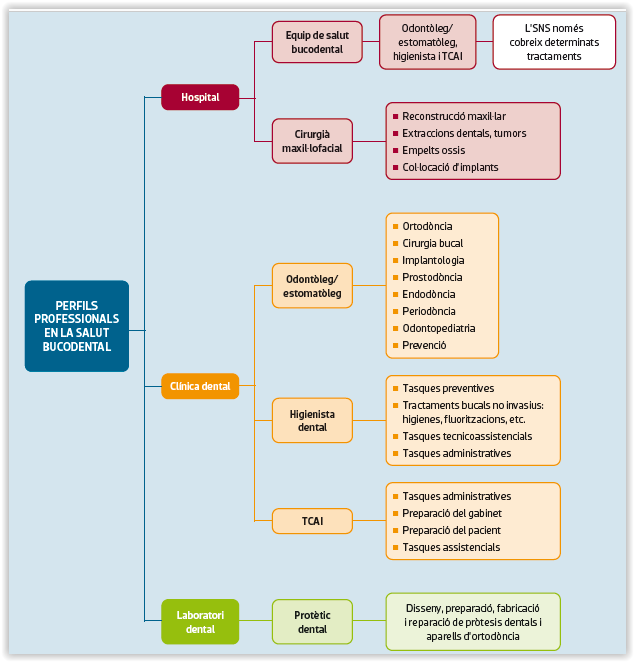 PERFILS
PROFESSIONALS
EN LA SALUT
BUCODENTAL
Hospital
Equip de salut
bucodental
Odontòleg/
estomatòleg,
higienista i TCAI
L'SNS només
cobreix determinats
tractaments
Cirurgià
maxil·lofacial
Reconstrucció maxil·lar
Extraccions dentals, tumors
Empelts ossis
Col·locació d'implants
Clínica dental
Odontòleg/
estomatòleg
Ortodòncia
Cirurgia bucal
Implantologia
Prostodòncia
Endodòncia
Periodòncia
Odontopediatria
Prevenció
Higienista
dental
Tasques preventives
Tractaments bucals no invasius:
higienes, fluoritzacions, etc.
Tasques tecnicoassistencials
Tasques administratives
TCAI
Tasques administratives
Preparació del gabinet
Preparació del pacient
Tasques assistencials
Laboratori
dental
Protètic
dental
Disseny, preparació, fabricació
i reparació de pròtesis dentals i
aparells d'ortodòncia